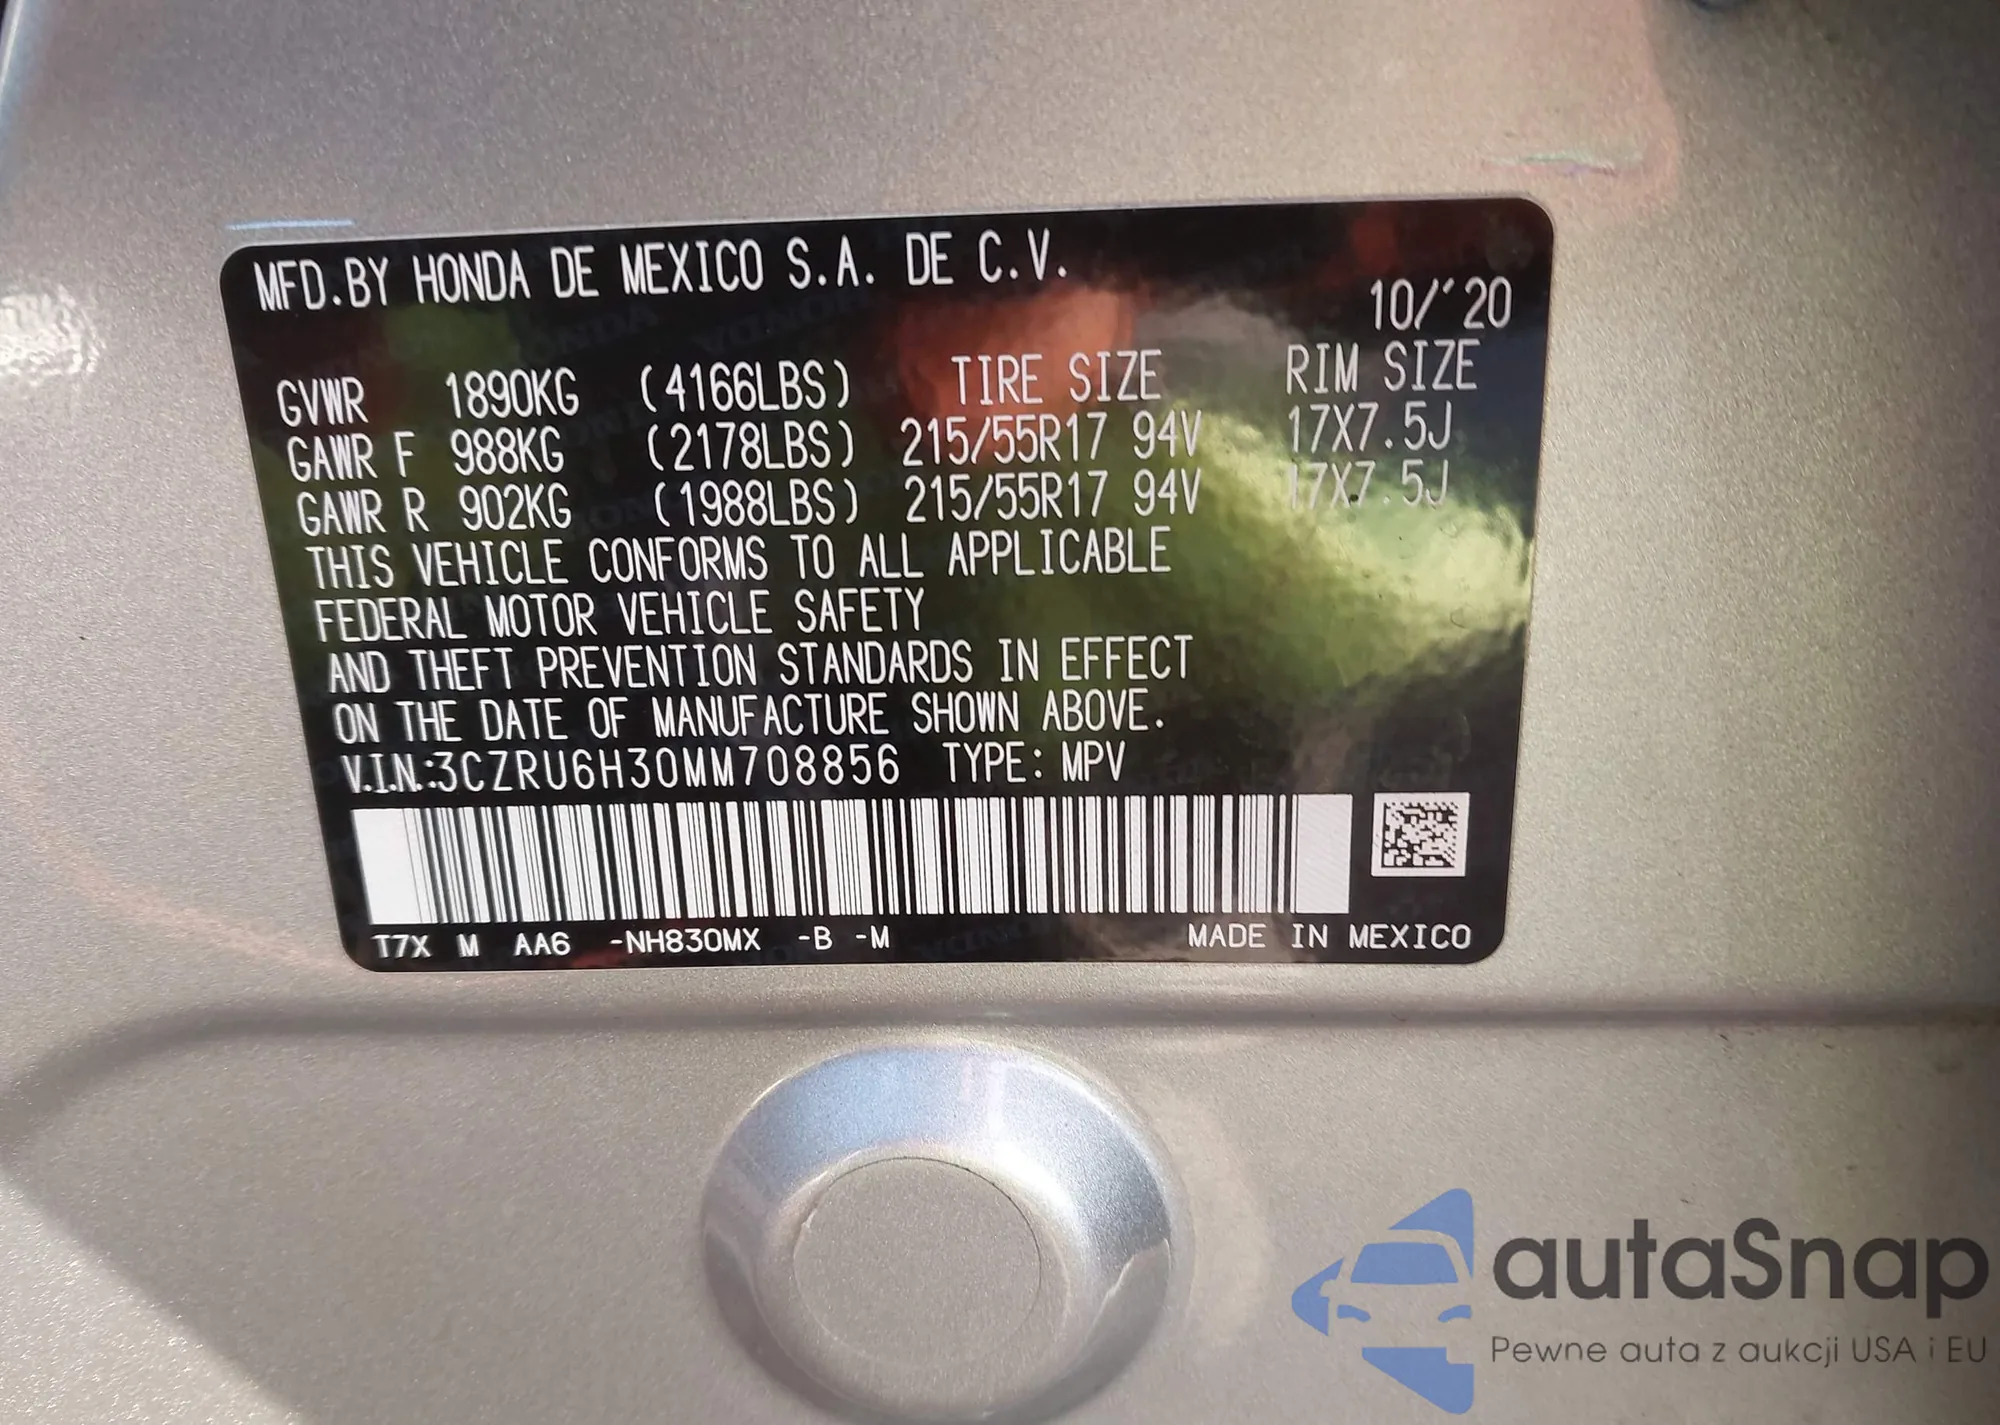 MFD.BY HONDA DE MEXICO S.A. DE C.V.
10/'20
GVWR 1890KG (4166LBS) TIRE SIZE RIM SIZE
GAWR F 988KG (2178LBS) 215/55R17 94V 17X7.5J
GAWR R 902KG (1988LBS) 215/55R17 94V 17X7.5J
THIS VEHICLE CONFORMS TO ALL APPLICABLE
FEDERAL MOTOR VEHICLE SAFETY
AND THEFT PREVENTION STANDARDS IN EFFECT
ON THE DATE OF MANUFACTURE SHOWN ABOVE.
V.I.N.:3CZRU6H30MM708856 TYPE: MPV
T7X M AA6 -NH830MX -B -M MADE IN MEXICO
autaSnap
Pewne auta z aukcji USA i EU